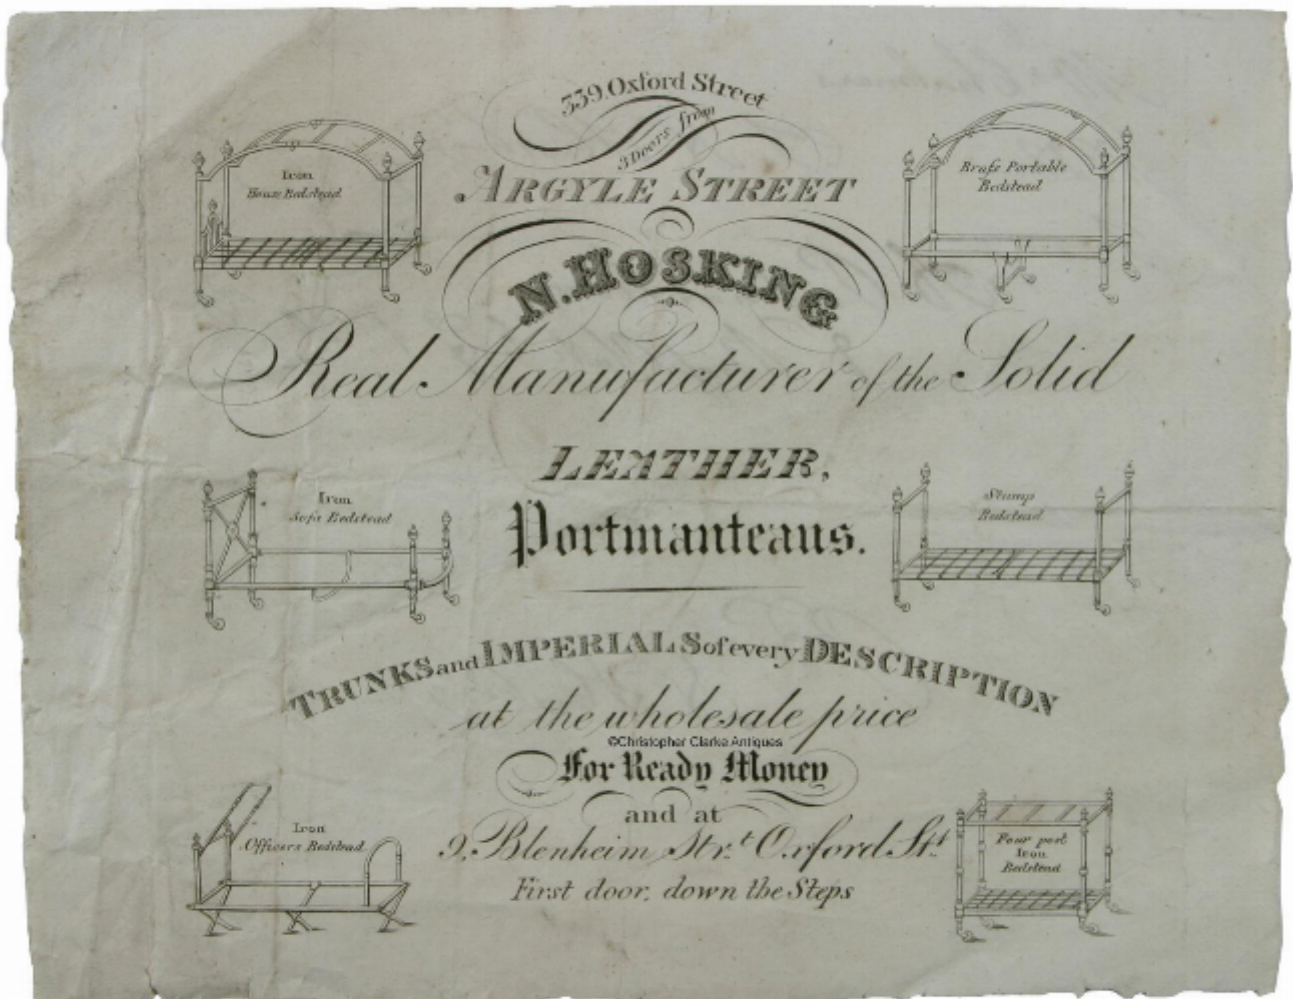 339. Oxford Street
3 Doors from
ARGYLE STREET
Iron
House Bedstead
Brass Portable
Bedstead
N. HOSKING
Real Manufacturer of the Solid
LEATHER,
Portmanteaus.
Iron
Sofa Bedstead
Stump
Bedstead
TRUNKS and IMPERIALS of every DESCRIPTION
at the wholesale price
©Christopher Clarke Antiques
For Ready Money
and at
9, Blenheim Str.t Oxford St.t
First door, down the Steps
Iron
Officers Bedstead
Four post
Iron
Bedstead